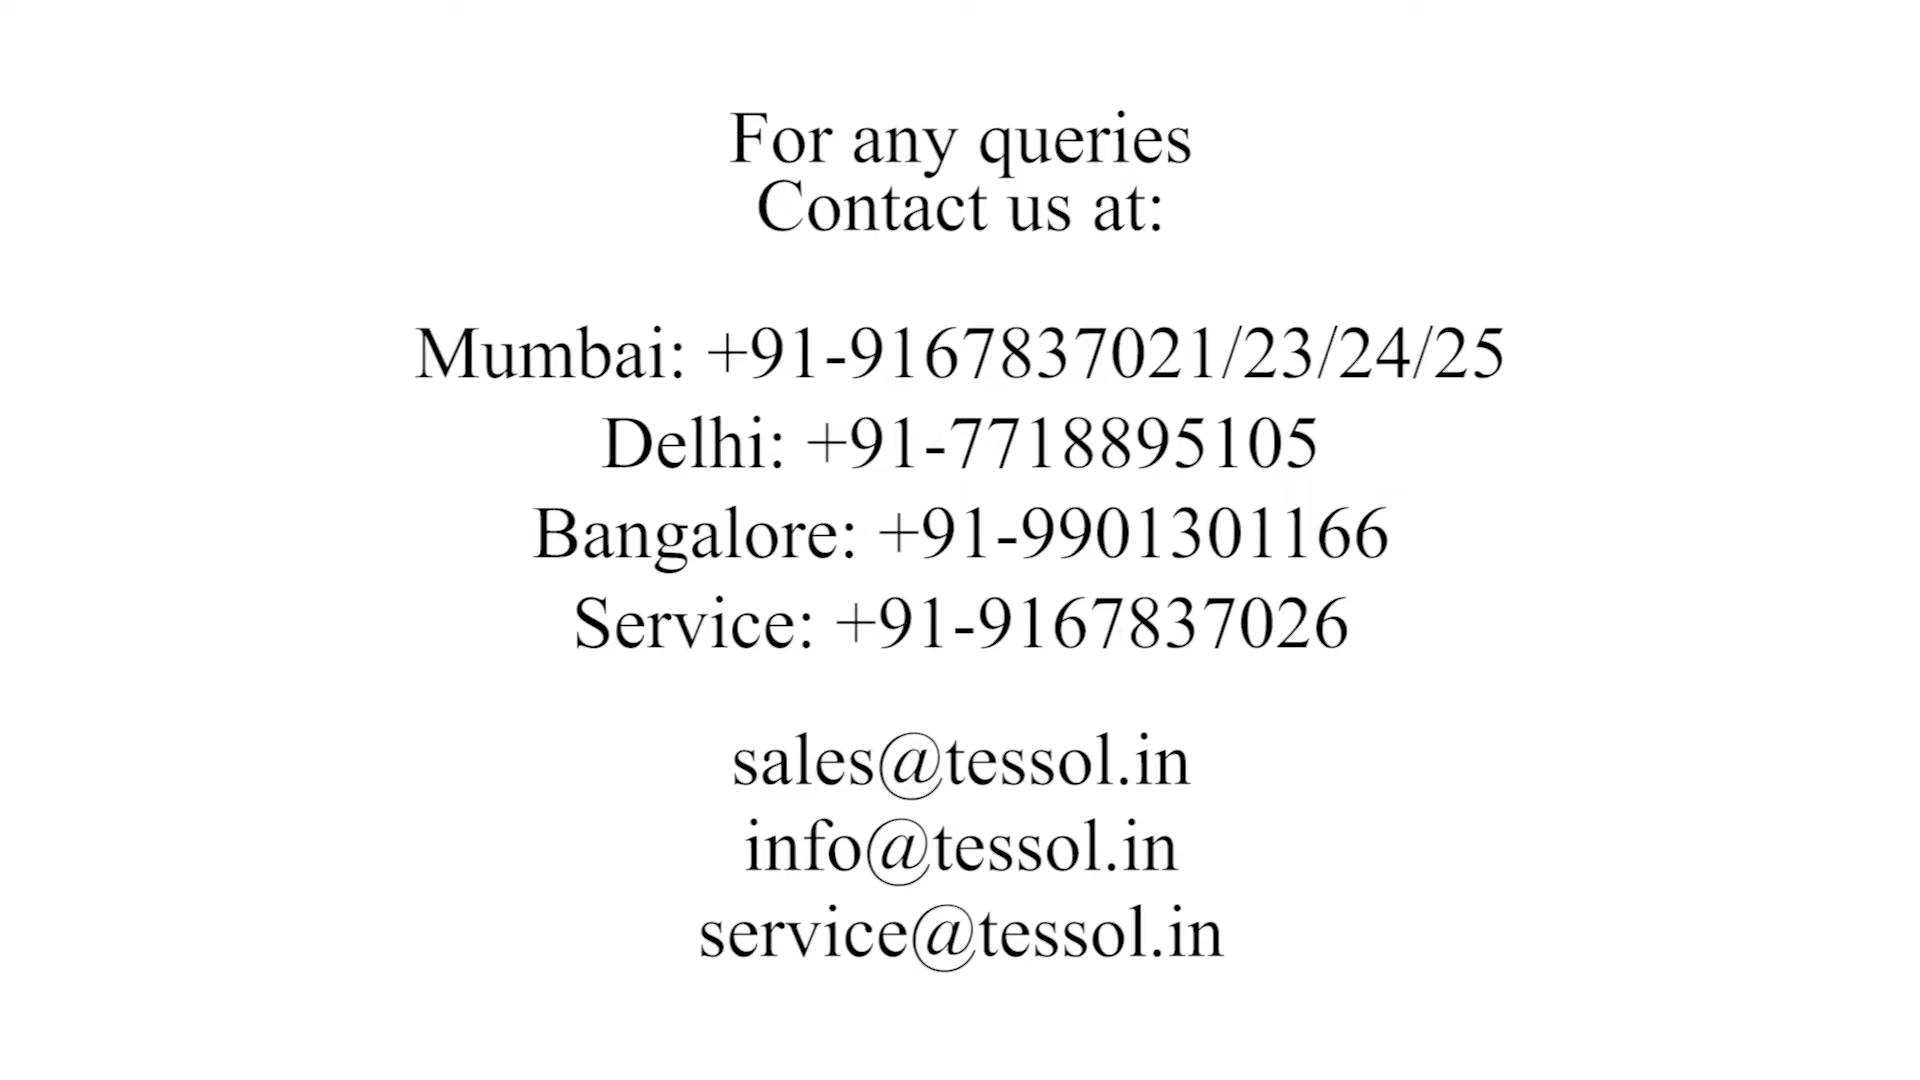 For any queries
Contact us at:
Mumbai: +91-9167837021/23/24/25
Delhi: +91-7718895105
Bangalore: +91-9901301166
Service: +91-9167837026
sales@tessol.in
info@tessol.in
service@tessol.in